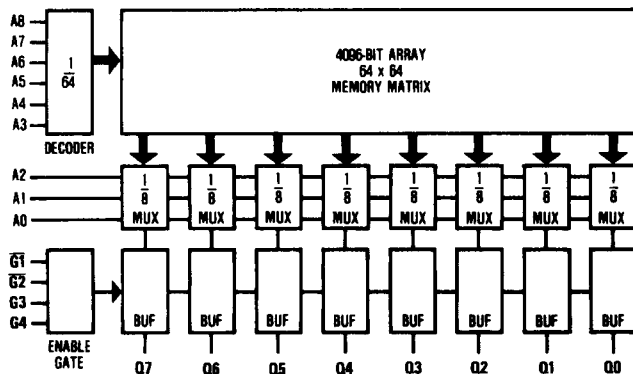 A8
A7
A6
A5
A4
A3
1
64
DECODER
4096-BIT ARRAY
64 x 64
MEMORY MATRIX
A2
A1
A0
1 1 1 1 1 1 1 1
8 8 8 8 8 8 8 8
MUX MUX MUX MUX MUX MUX MUX MUX
G̅1̅
G̅2̅
G3
G4
ENABLE
GATE
BUF BUF BUF BUF BUF BUF BUF BUF
Q7 Q6 Q5 Q4 Q3 Q2 Q1 Q0